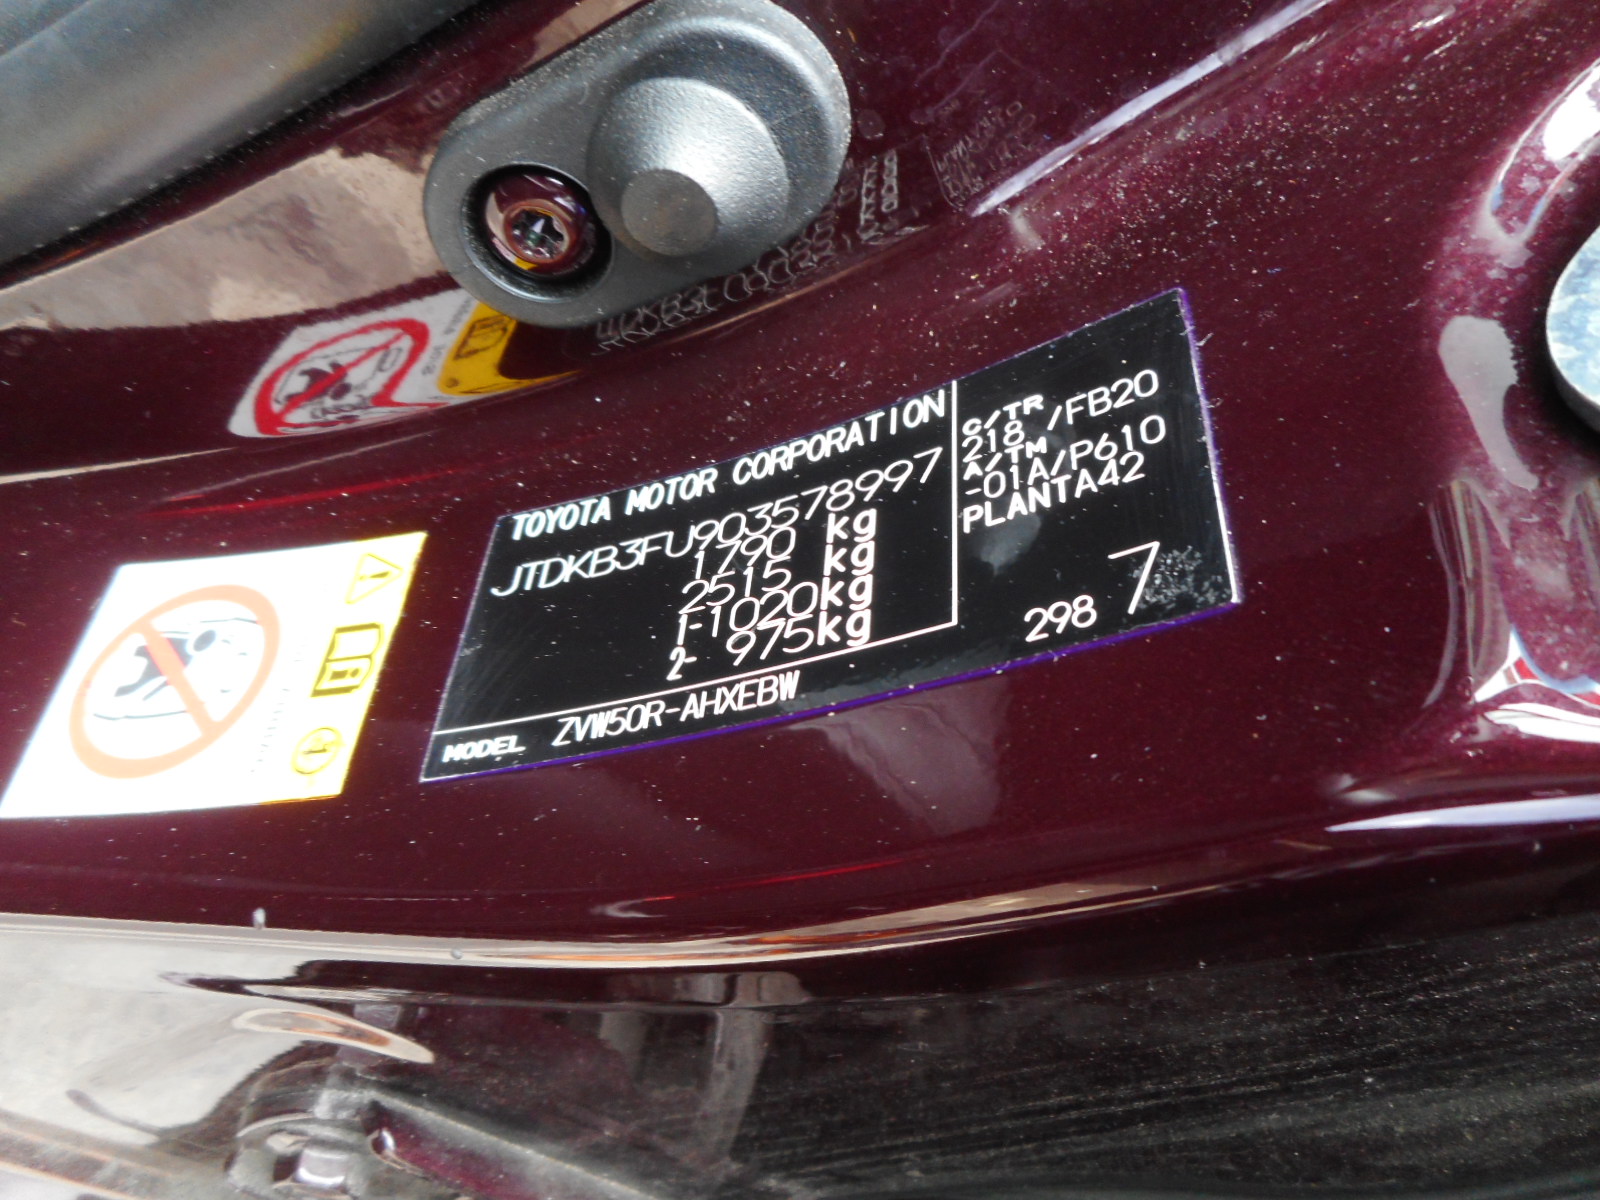 TOYOTA MOTOR CORPORATION
JTDKB3FU903578997
1790 kg
2515 kg
1-1020kg
2- 975kg
MODEL ZVW50R-AHXEBW
C/TR
218 /FB20
A/TM
-01A/P610
PLANTA42
298 7